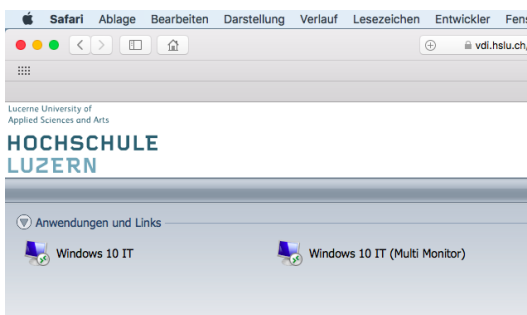 Safari Ablage Bearbeiten Darstellung Verlauf Lesezeichen Entwickler Fens
vdi.hslu.ch,
Lucerne University of
Applied Sciences and Arts
HOCHSCHULE
LUZERN
Anwendungen und Links
Windows 10 IT Windows 10 IT (Multi Monitor)